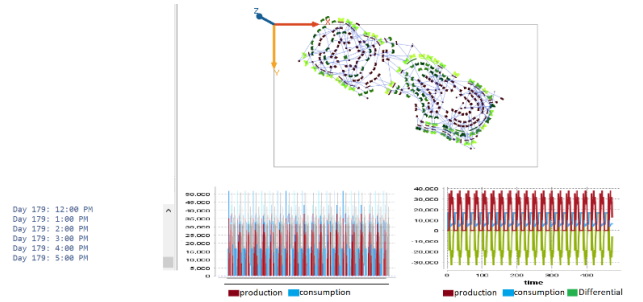 Z
X
Y
Day 179: 12:00 PM
Day 179: 1:00 PM
Day 179: 2:00 PM
Day 179: 3:00 PM
Day 179: 4:00 PM
Day 179: 5:00 PM
50,000
45,000
40,000
35,000
30,000
25,000
20,000
15,000
10,000
5,000
0
production consumption
40,000
30,000
20,000
10,000
0
-10,000
-20,000
-30,000
0 100 200 300 400
time
production consumption Differential